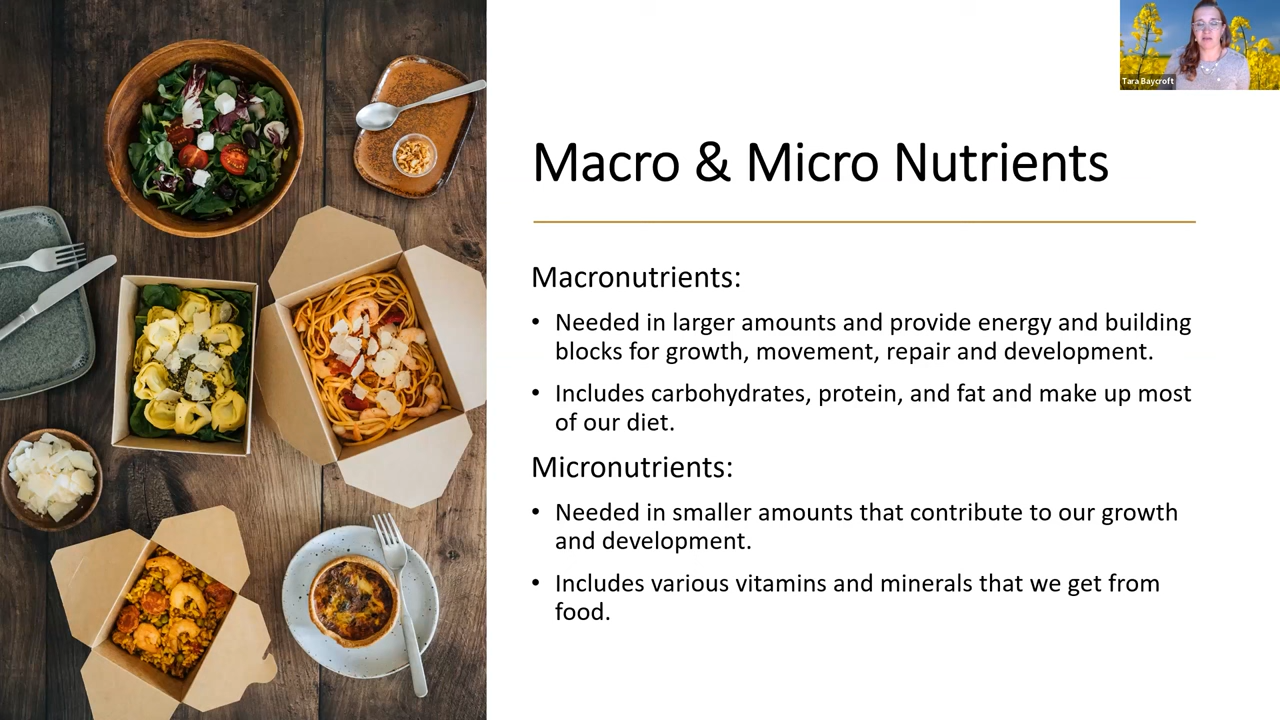 Tara Baycroft
Macro & Micro Nutrients
Macronutrients:
• Needed in larger amounts and provide energy and building
blocks for growth, movement, repair and development.
• Includes carbohydrates, protein, and fat and make up most
of our diet.
Micronutrients:
• Needed in smaller amounts that contribute to our growth
and development.
• Includes various vitamins and minerals that we get from
food.